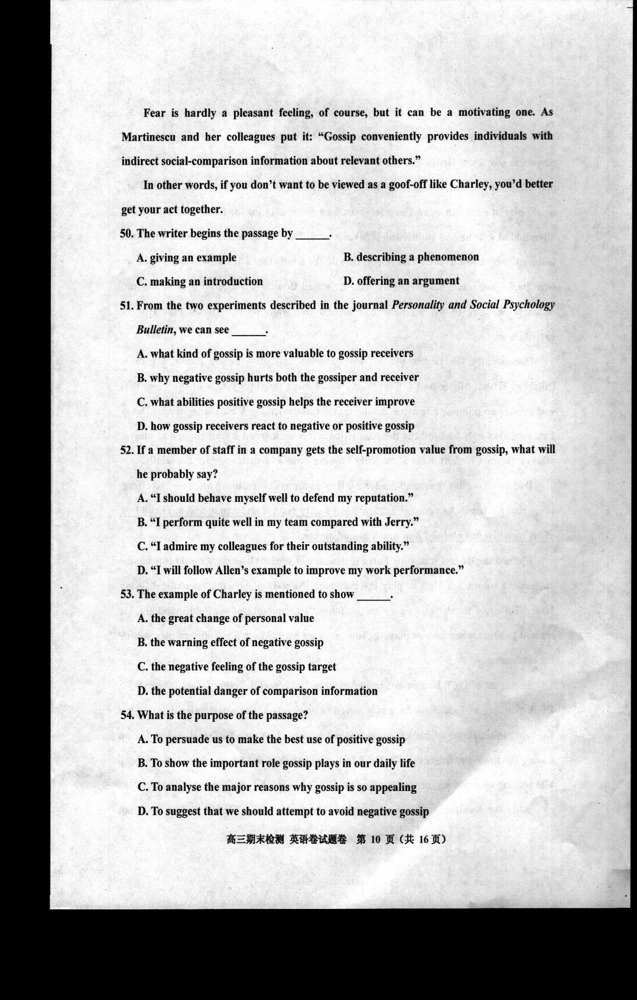 Fear is hardly a pleasant feeling, of course, but it can be a motivating one. As
Martinescu and her colleagues put it: “Gossip conveniently provides individuals with
indirect social-comparison information about relevant others.”
In other words, if you don’t want to be viewed as a goof-off like Charley, you’d better
get your act together.
50. The writer begins the passage by ______.
A. giving an example B. describing a phenomenon
C. making an introduction D. offering an argument
51. From the two experiments described in the journal Personality and Social Psychology
Bulletin, we can see ______.
A. what kind of gossip is more valuable to gossip receivers
B. why negative gossip hurts both the gossiper and receiver
C. what abilities positive gossip helps the receiver improve
D. how gossip receivers react to negative or positive gossip
52. If a member of staff in a company gets the self-promotion value from gossip, what will
he probably say?
A. “I should behave myself well to defend my reputation.”
B. “I perform quite well in my team compared with Jerry.”
C. “I admire my colleagues for their outstanding ability.”
D. “I will follow Allen’s example to improve my work performance.”
53. The example of Charley is mentioned to show ______.
A. the great change of personal value
B. the warning effect of negative gossip
C. the negative feeling of the gossip target
D. the potential danger of comparison information
54. What is the purpose of the passage?
A. To persuade us to make the best use of positive gossip
B. To show the important role gossip plays in our daily life
C. To analyse the major reasons why gossip is so appealing
D. To suggest that we should attempt to avoid negative gossip
高三期末检测 英语卷试题卷 第 10 页（共 16 页）